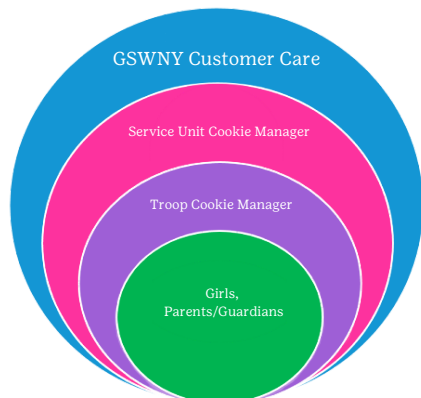 GSWNY Customer Care
Service Unit Cookie Manager
Troop Cookie Manager
Girls,
Parents/Guardians